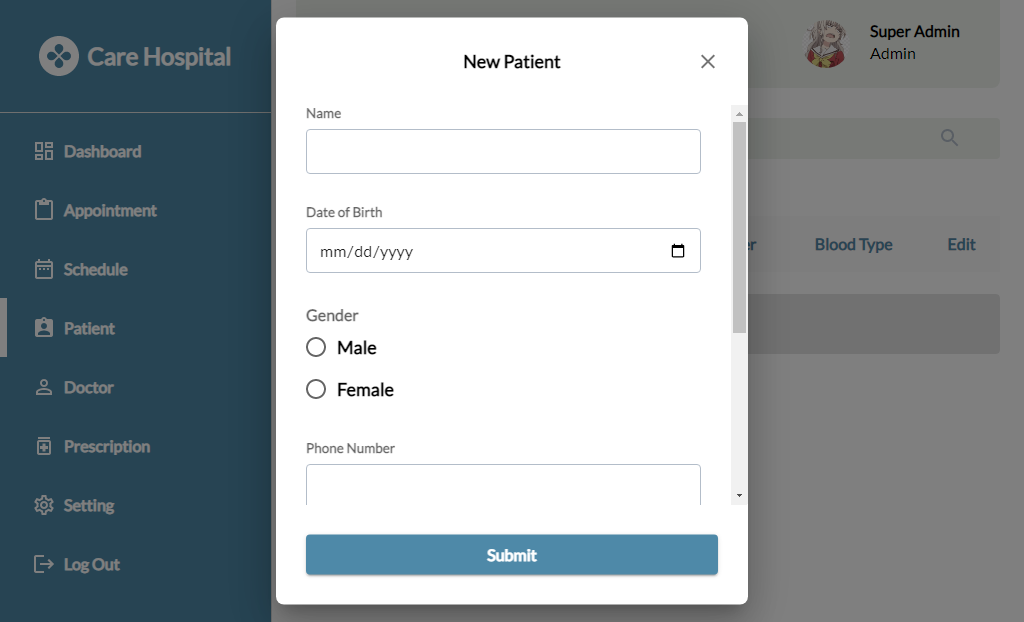 Care Hospital
Dashboard
Appointment
Schedule
Patient
Doctor
Prescription
Setting
Log Out
Super Admin
Admin
Blood Type
Edit
New Patient
Name
Date of Birth
mm/dd/yyyy
Gender
Male
Female
Phone Number
Submit